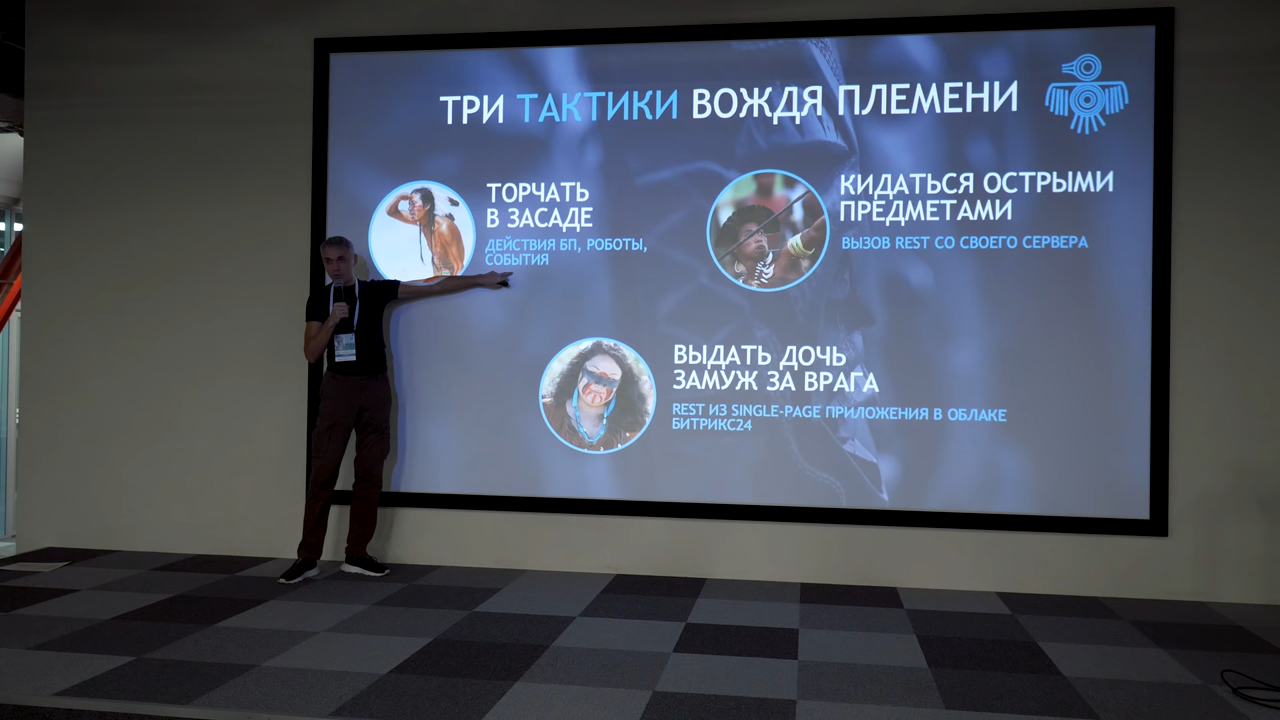 ТРИ ТАКТИКИ ВОЖДЯ ПЛЕМЕНИ
ТОРЧАТЬ
В ЗАСАДЕ
ДЕЙСТВИЯ БП, РОБОТЫ,
СОБЫТИЯ
КИДАТЬСЯ ОСТРЫМИ
ПРЕДМЕТАМИ
ВЫЗОВ REST СО СВОЕГО СЕРВЕРА
ВЫДАТЬ ДОЧЬ
ЗАМУЖ ЗА ВРАГА
REST ИЗ SINGLE-PAGE ПРИЛОЖЕНИЯ В ОБЛАКЕ
БИТРИКС24